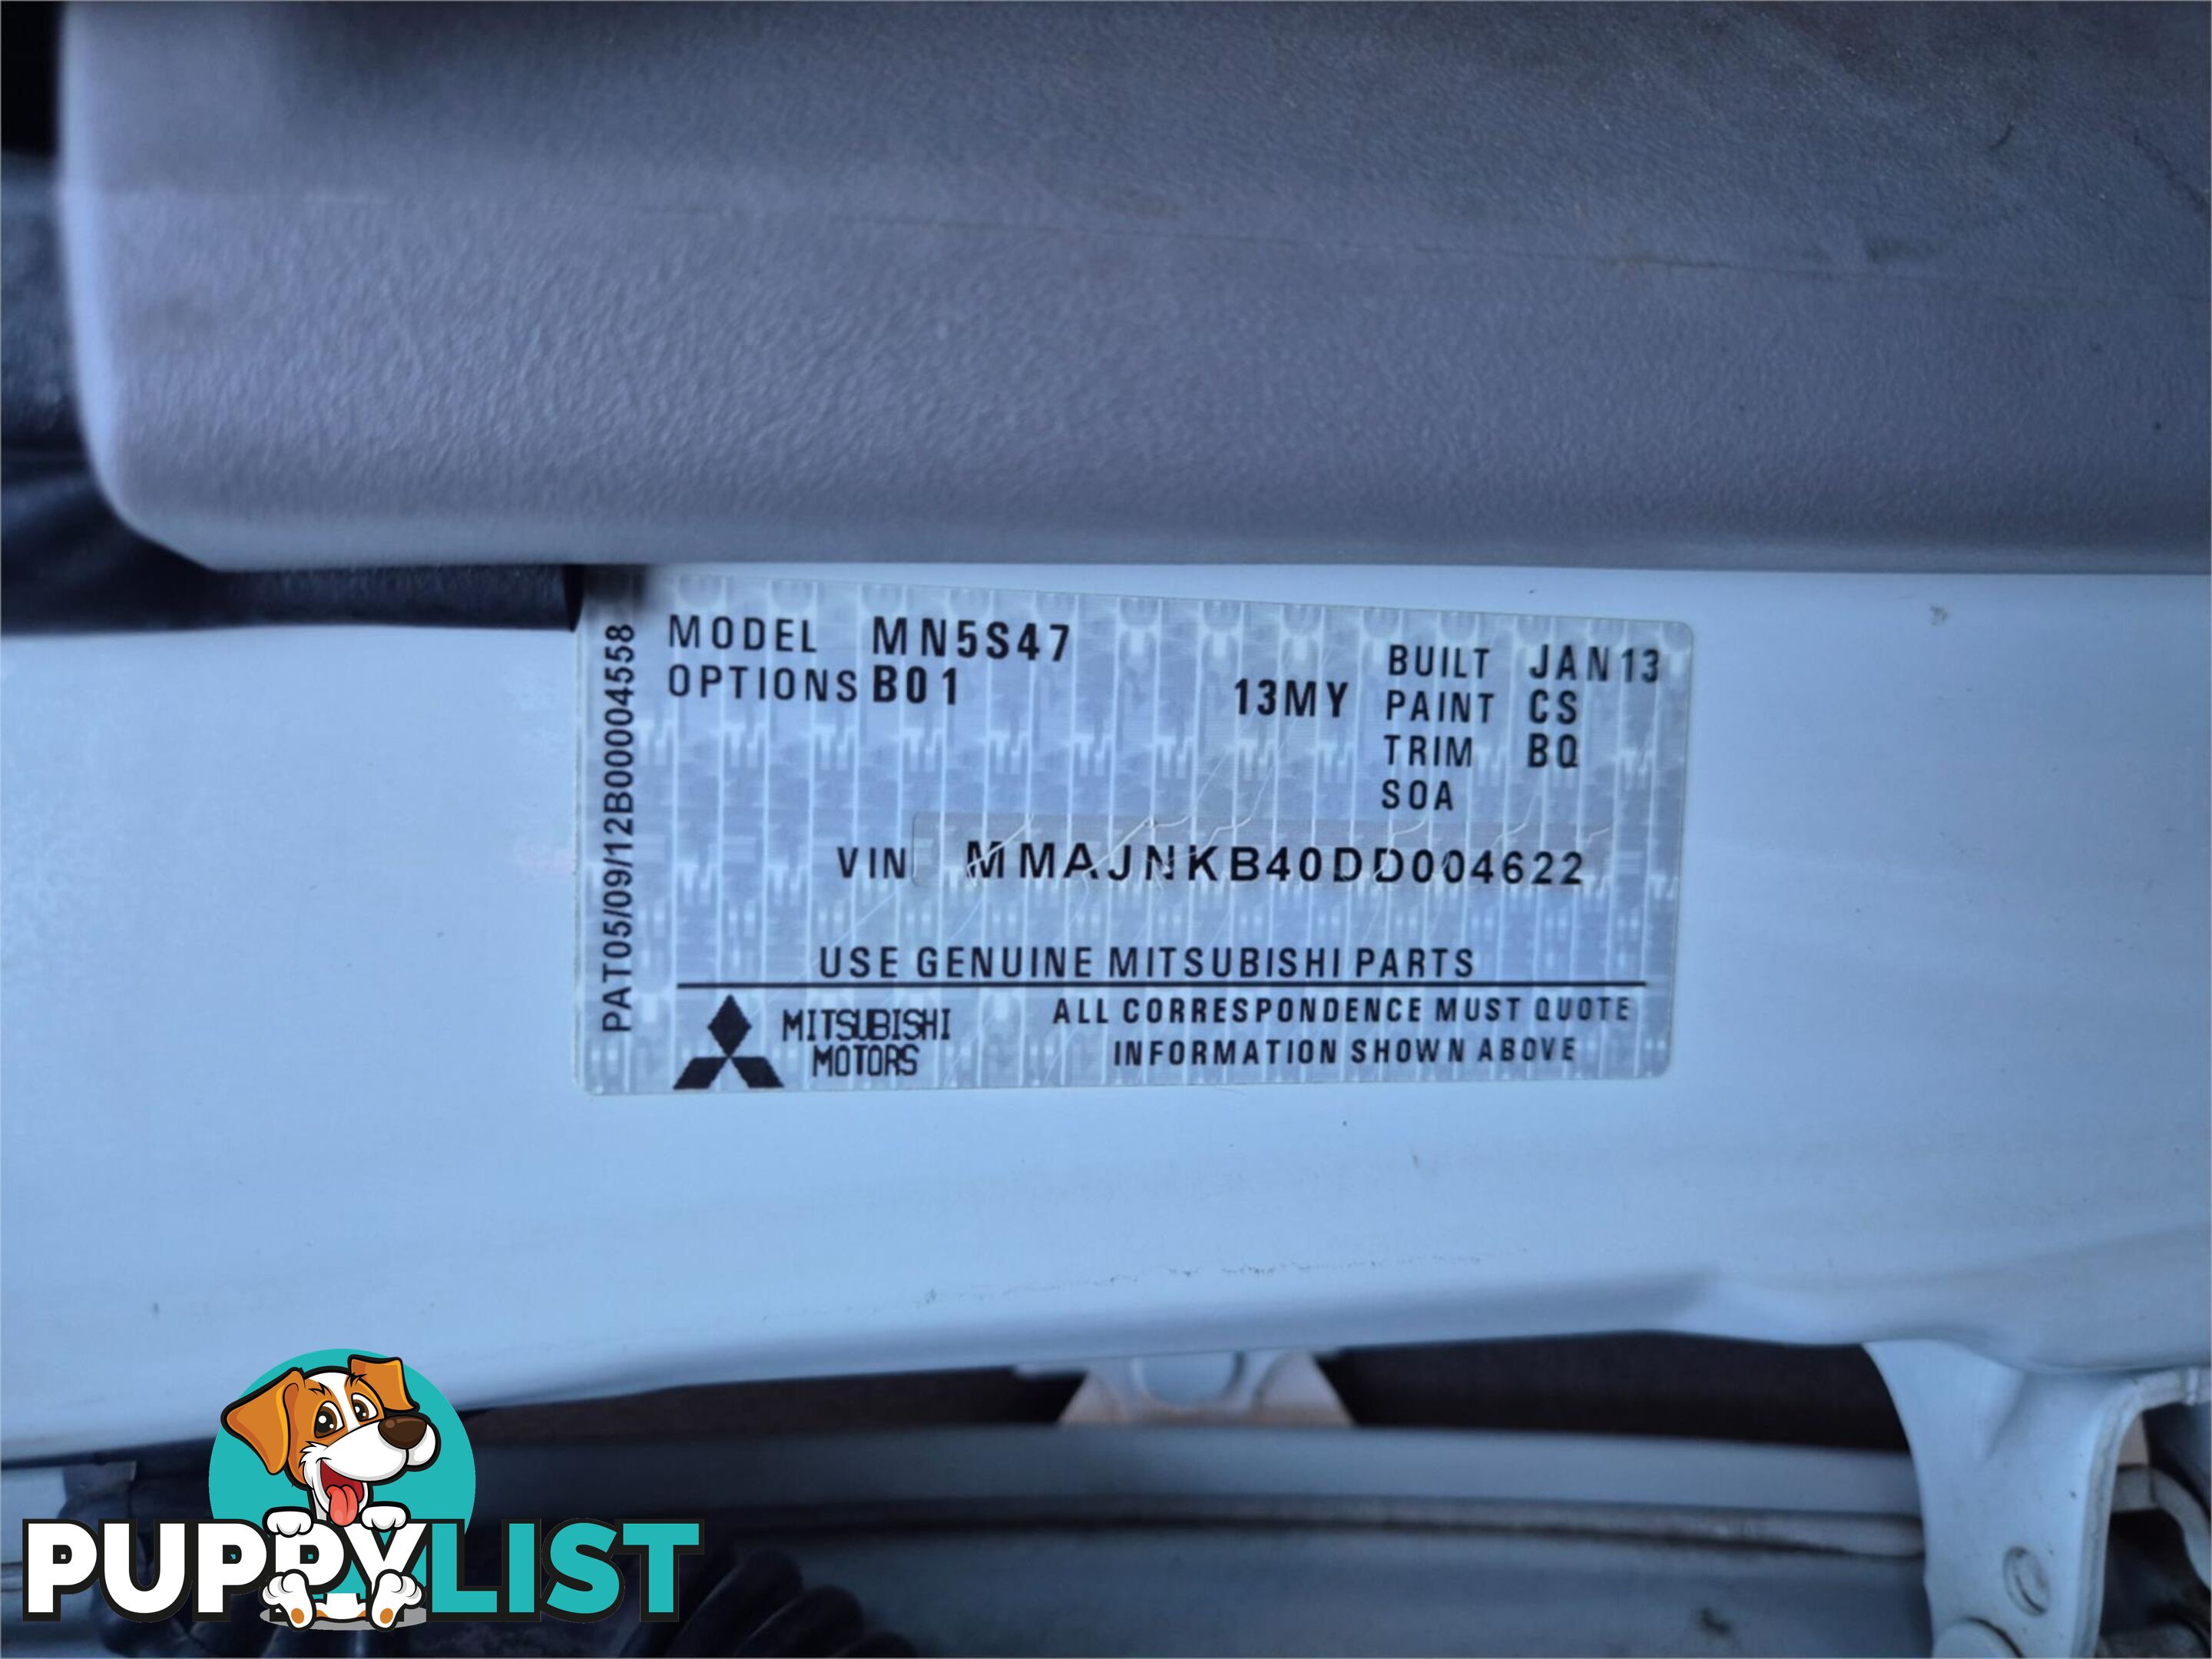 MODEL MN5S47
OPTIONS B01
13MY
BUILT JAN13
PAINT CS
TRIM BQ
SOA
VIN MMAJNKB40DD004622
USE GENUINE MITSUBISHI PARTS
MITSUBISHI
MOTORS
ALL CORRESPONDENCE MUST QUOTE
INFORMATION SHOWN ABOVE
PAT05/09/12B00004558
PUPPYLIST